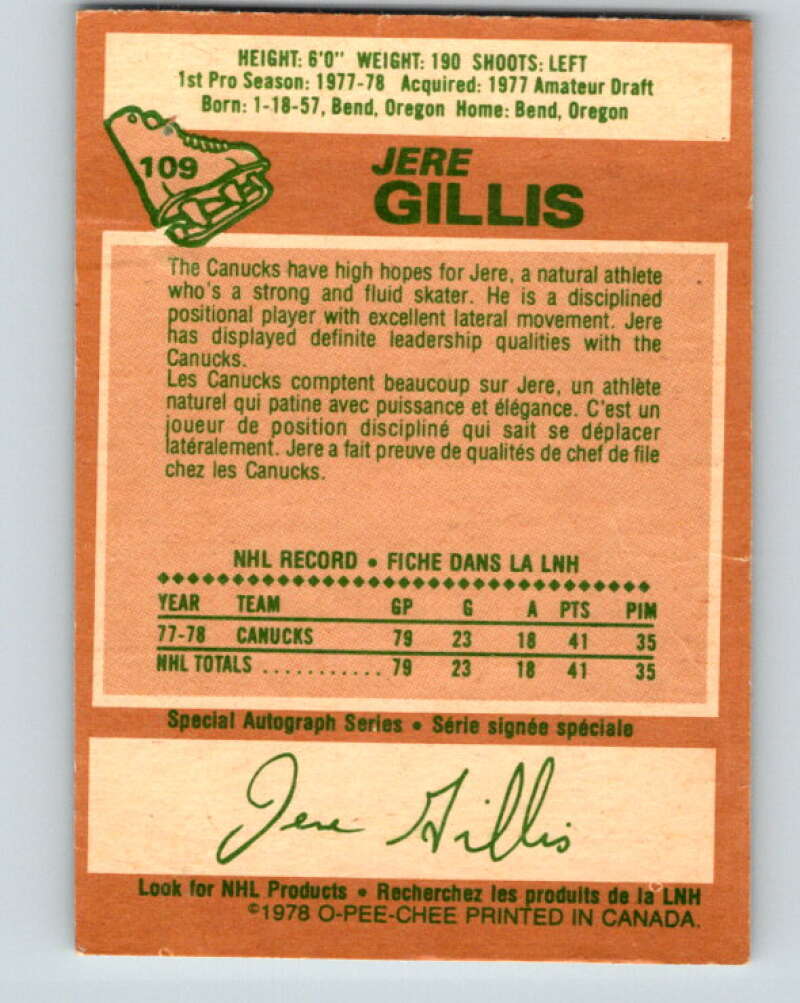 HEIGHT: 6'0" WEIGHT: 190 SHOOTS: LEFT
1st Pro Season: 1977-78 Acquired: 1977 Amateur Draft
Born: 1-18-57, Bend, Oregon Home: Bend, Oregon
109
JERE
GILLIS
The Canucks have high hopes for Jere, a natural athlete
who's a strong and fluid skater. He is a disciplined
positional player with excellent lateral movement. Jere
has displayed definite leadership qualities with the
Canucks.
Les Canucks comptent beaucoup sur Jere, un athlète
naturel qui patine avec puissance et élégance. C'est un
joueur de position discipliné qui sait se déplacer
latéralement. Jere a fait preuve de qualités de chef de file
chez les Canucks.
NHL RECORD • FICHE DANS LA LNH
YEAR TEAM GP G A PTS PIM
77-78 CANUCKS 79 23 18 41 35
NHL TOTALS ............ 79 23 18 41 35
Special Autograph Series • Série signée spéciale
Jere Gillis
Look for NHL Products • Recherchez les produits de la LNH
©1978 O-PEE-CHEE PRINTED IN CANADA.